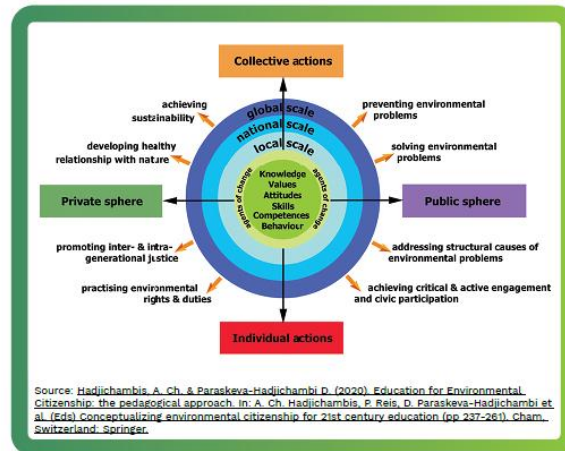 Collective actions
achieving
sustainability
global scale
preventing environmental
problems
national scale
developing healthy
relationship with nature
local scale
solving environmental
problems
agents of change
Knowledge
Values
Attitudes
Skills
Competences
Behaviour
agents of change
Private sphere
Public sphere
promoting inter- & intra-
generational justice
addressing structural causes of
environmental problems
practising environmental
rights & duties
achieving critical & active engagement
and civic participation
Individual actions
Source: Hadjichambis, A. Ch. & Paraskeva-Hadjichambi D. (2020). Education for Environmental
Citizenship: the pedagogical approach. In: A. Ch. Hadjichambis, P. Reis, D. Paraskeva-Hadjichambi et
al. (Eds) Conceptualizing environmental citizenship for 21st century education (pp 237-261). Cham,
Switzerland: Springer.